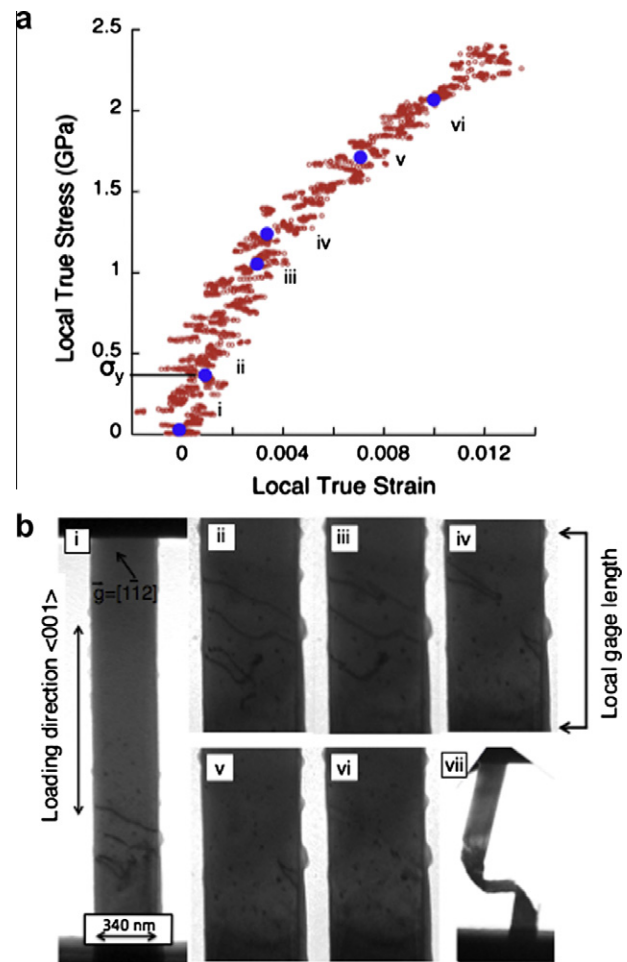 a
2.5
2
1.5
1
0.5
0
Local True Stress (GPa)
σy
i
ii
iii
iv
v
vi
0 0.004 0.008 0.012
Local True Strain
b
i
ii
iii
iv
g=[1̄12]
Loading direction <001>
Local gage length
v
vi
vii
340 nm